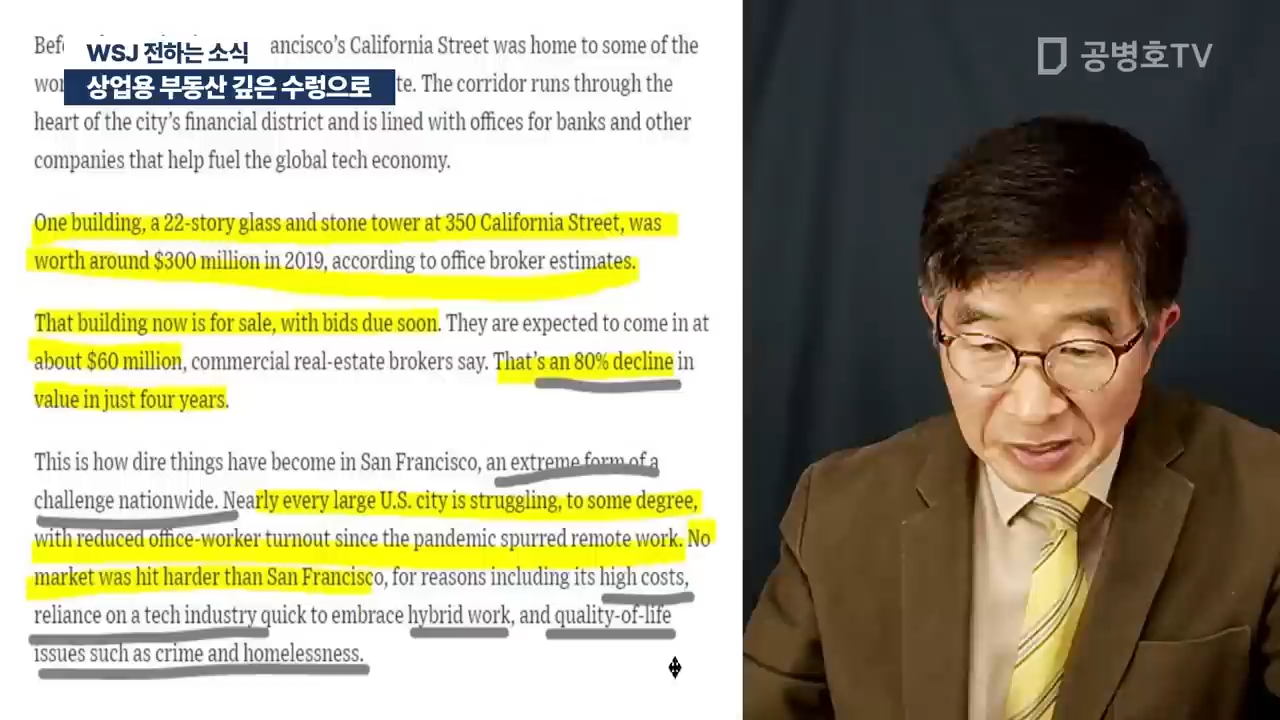 WSJ 전하는 소식
상업용 부동산 깊은 수렁으로
공병호TV
ancisco's California Street was home to some of the
te. The corridor runs through the
heart of the city's financial district and is lined with offices for banks and other
companies that help fuel the global tech economy.
One building, a 22-story glass and stone tower at 350 California Street, was
worth around $300 million in 2019, according to office broker estimates.
That building now is for sale, with bids due soon. They are expected to come in at
about $60 million, commercial real-estate brokers say. That's an 80% decline in
value in just four years.
This is how dire things have become in San Francisco, an extreme form of a
challenge nationwide. Nearly every large U.S. city is struggling, to some degree,
with reduced office-worker turnout since the pandemic spurred remote work. No
market was hit harder than San Francisco, for reasons including its high costs,
reliance on a tech industry quick to embrace hybrid work, and quality-of-life
issues such as crime and homelessness.